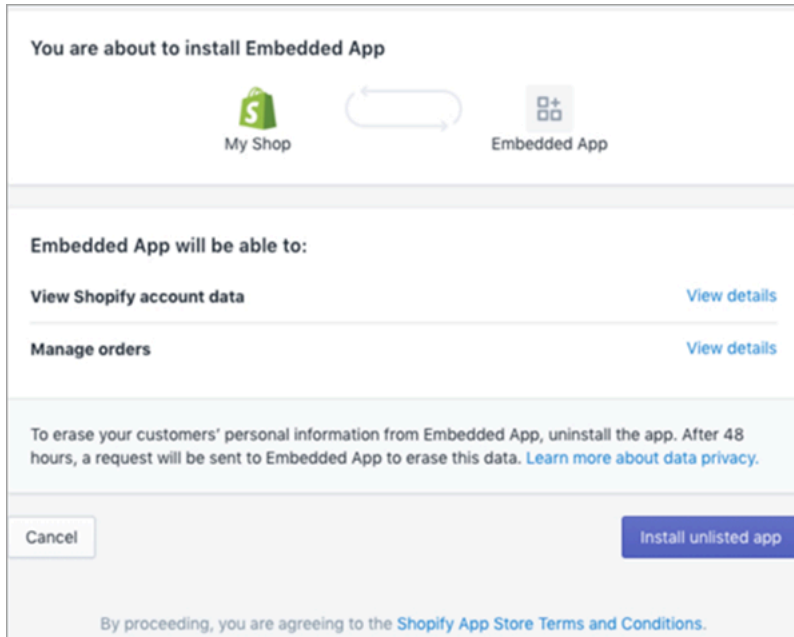 You are about to install Embedded App
My Shop
Embedded App
Embedded App will be able to:
View Shopify account data View details
Manage orders View details
To erase your customers' personal information from Embedded App, uninstall the app. After 48
hours, a request will be sent to Embedded App to erase this data. Learn more about data privacy.
Cancel Install unlisted app
By proceeding, you are agreeing to the Shopify App Store Terms and Conditions.